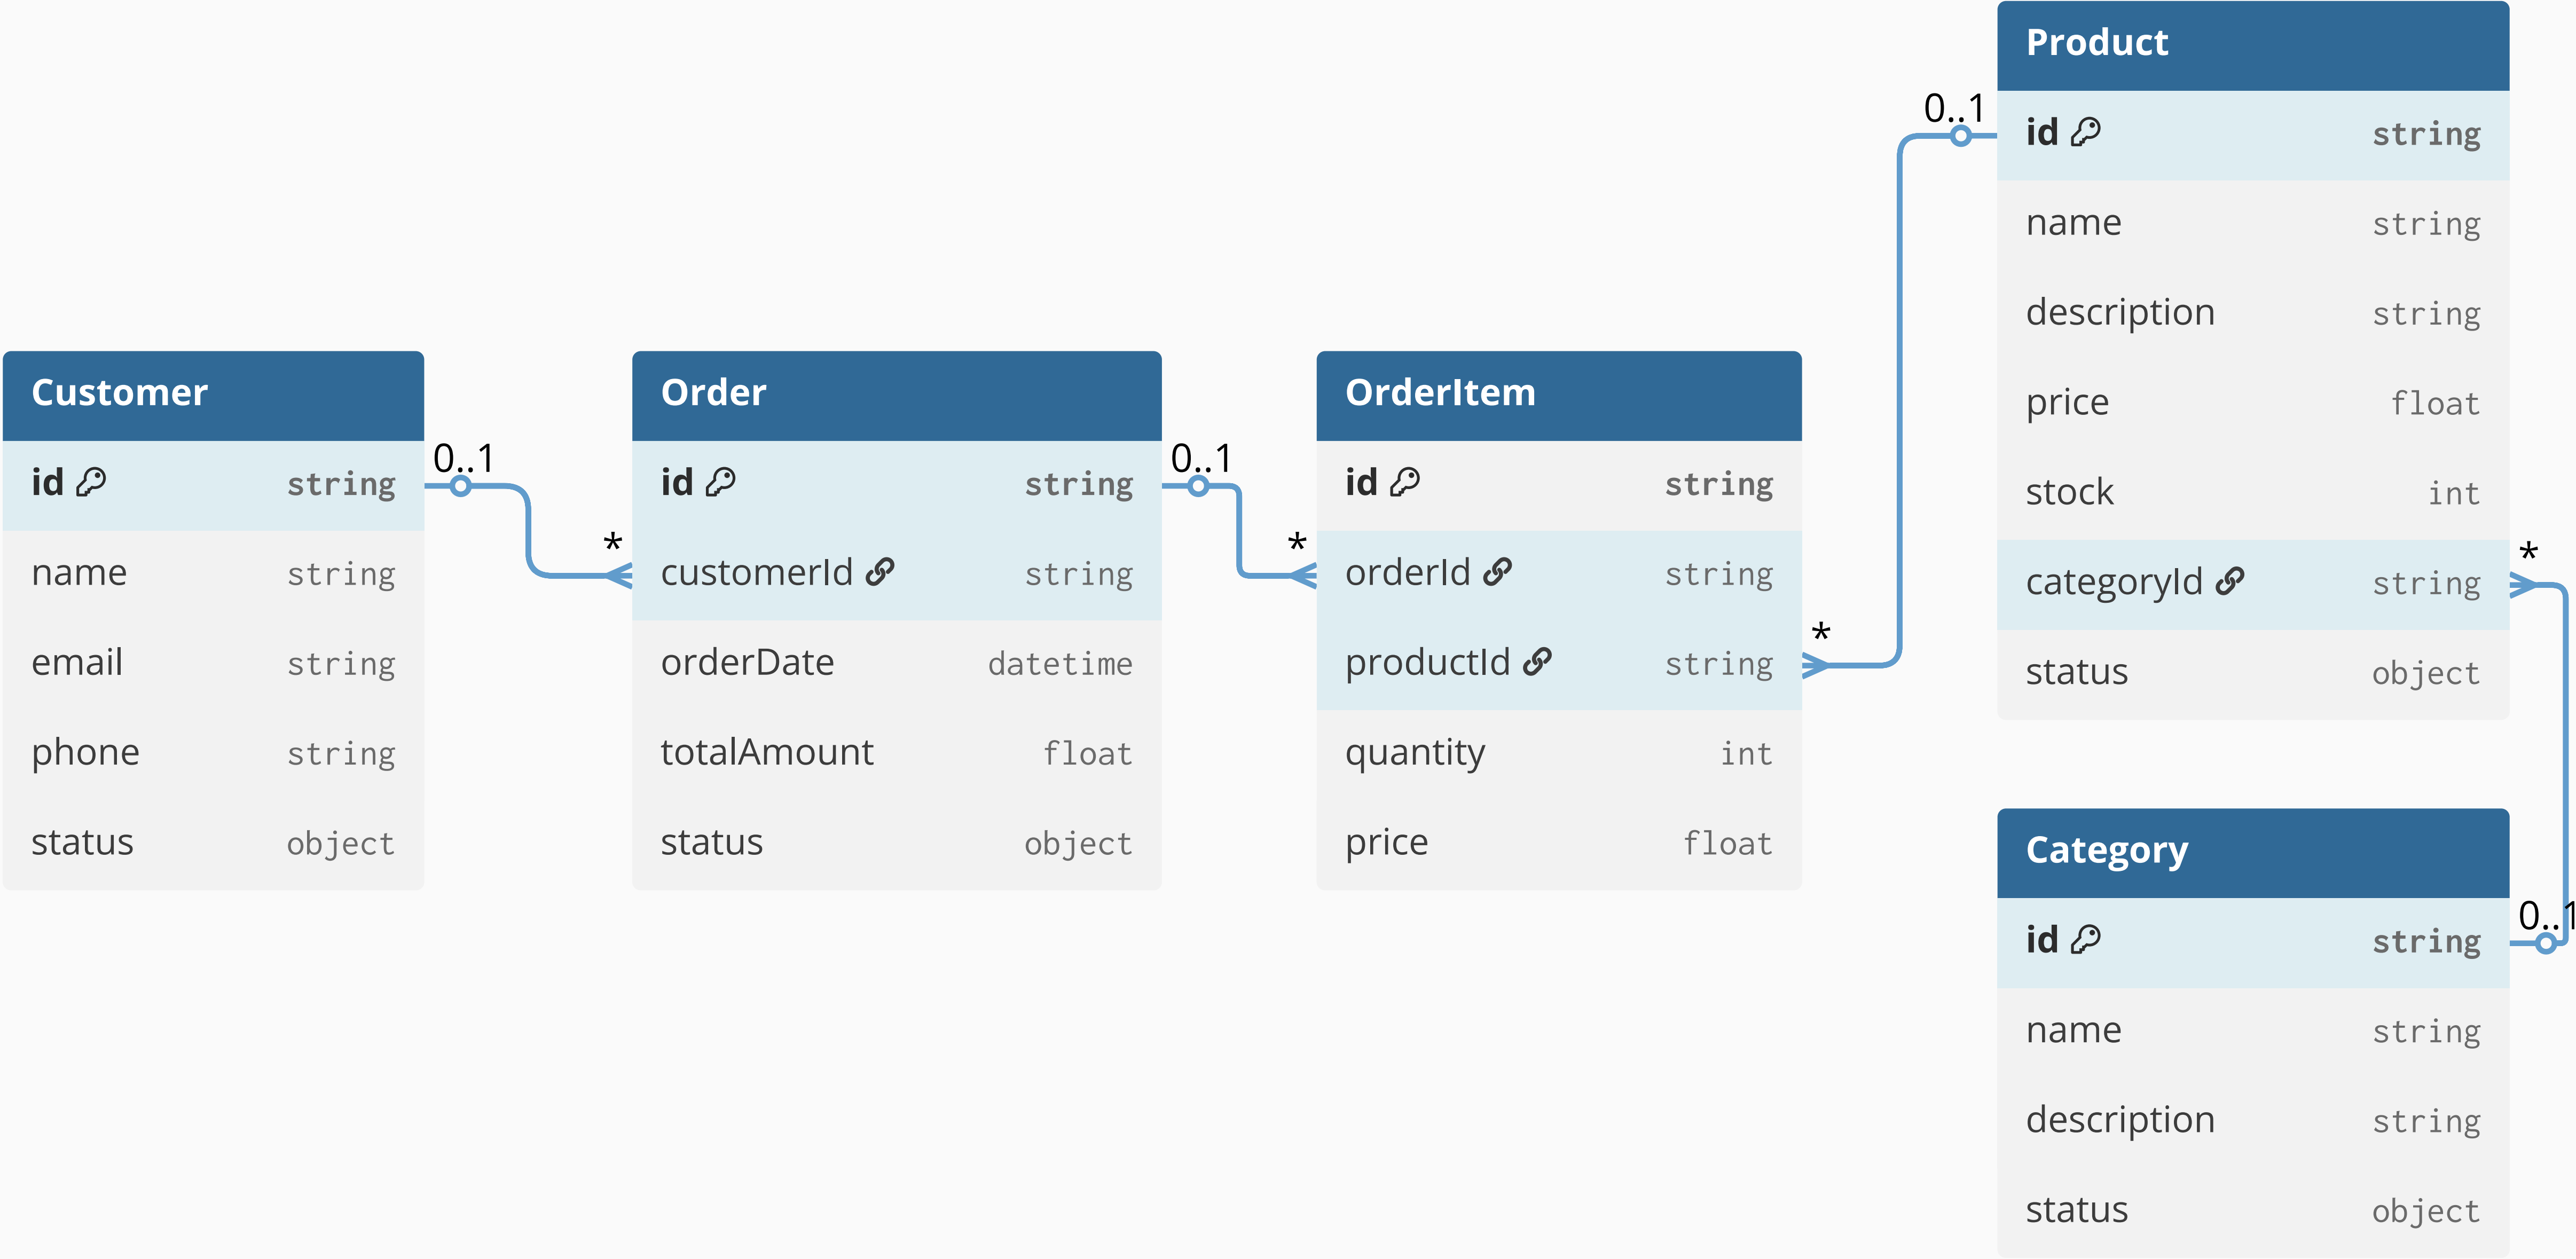 Customer
id string
name string
email string
phone string
status object
0..1
*
Order
id string
customerId string
orderDate datetime
totalAmount float
status object
0..1
*
OrderItem
id string
orderId string
productId string
quantity int
price float
*
0..1
Product
id string
name string
description string
price float
stock int
categoryId string
status object
*
0..1
Category
id string
name string
description string
status object